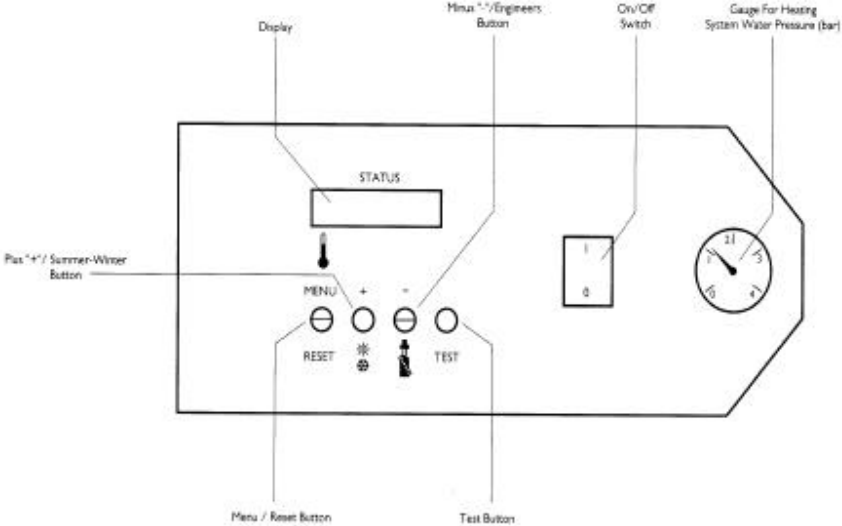 Display
Minus "-"/Engineers
Button
On/Off
Switch
Gauge For Heating
System Water Pressure (bar)
STATUS
Plus "+"/ Summer-Winter
Button
MENU + -
RESET TEST
I
0
0 1 2 3 4
Menu / Reset Button
Test Button